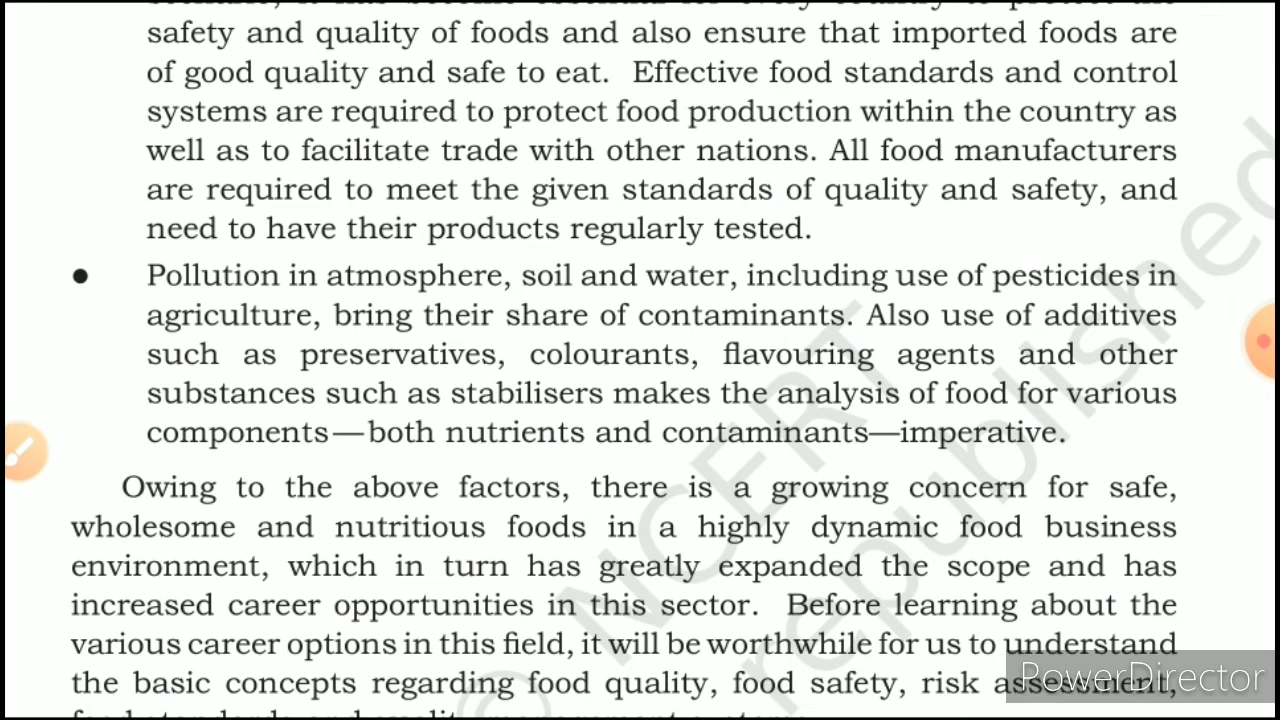 safety and quality of foods and also ensure that imported foods are
of good quality and safe to eat. Effective food standards and control
systems are required to protect food production within the country as
well as to facilitate trade with other nations. All food manufacturers
are required to meet the given standards of quality and safety, and
need to have their products regularly tested.
● Pollution in atmosphere, soil and water, including use of pesticides in
agriculture, bring their share of contaminants. Also use of additives
such as preservatives, colourants, flavouring agents and other
substances such as stabilisers makes the analysis of food for various
components—both nutrients and contaminants—imperative.
Owing to the above factors, there is a growing concern for safe,
wholesome and nutritious foods in a highly dynamic food business
environment, which in turn has greatly expanded the scope and has
increased career opportunities in this sector. Before learning about the
various career options in this field, it will be worthwhile for us to understand
the basic concepts regarding food quality, food safety, risk assessment,
© NCERT
republished
PowerDirector